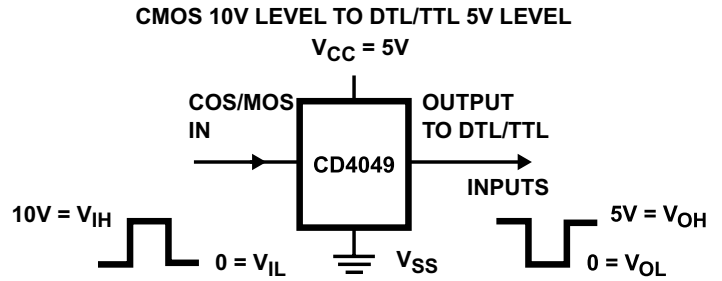 CMOS 10V LEVEL TO DTL/TTL 5V LEVEL
VCC = 5V
COS/MOS
IN
OUTPUT
TO DTL/TTL
CD4049
INPUTS
10V = VIH
0 = VIL
VSS
5V = VOH
0 = VOL